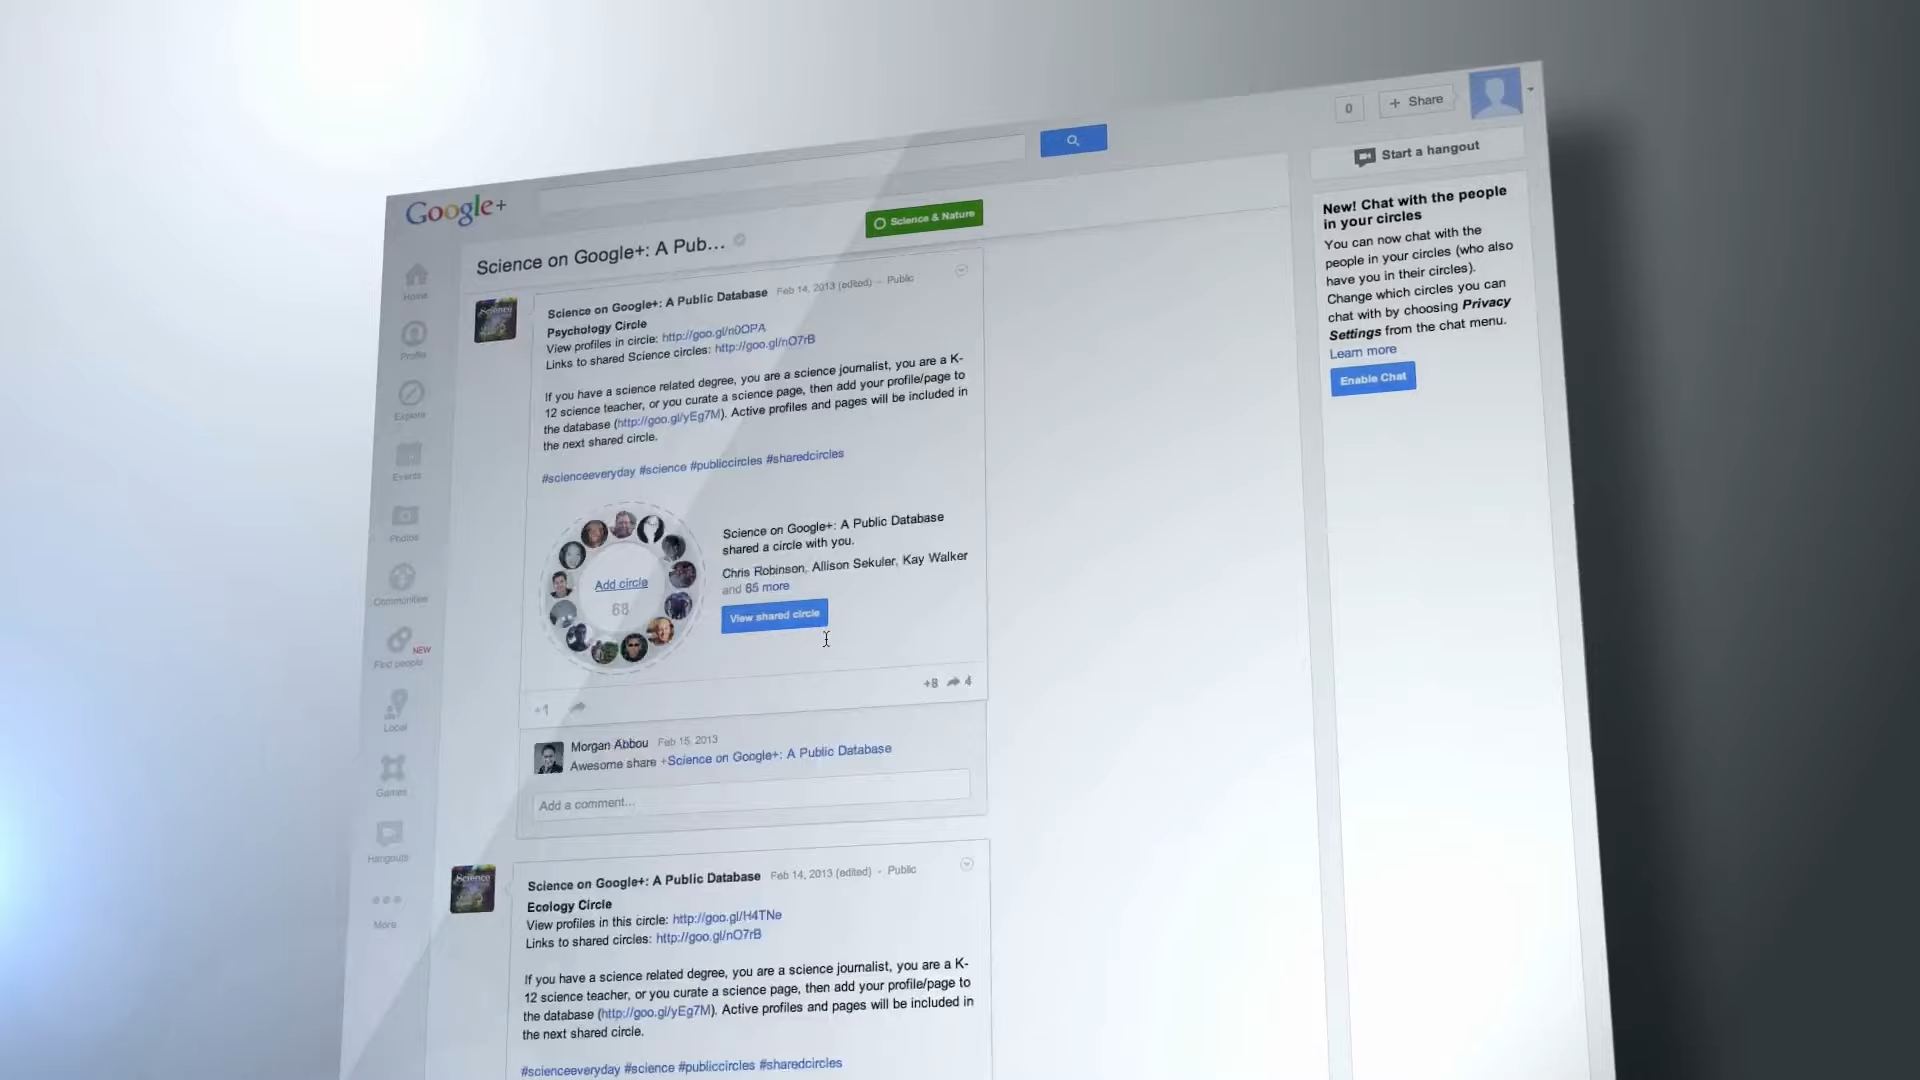 0
+ Share
Start a hangout
Google+
Science & Nature
Science on Google+: A Pub...
Home
Profile
Explore
Events
Photos
Communities
Find people
NEW
Local
Games
Hangouts
More
Science on Google+: A Public Database Feb 14, 2013 (edited) - Public
Psychology Circle
View profiles in circle: http://goo.gl/n0OPA
Links to shared Science circles: http://goo.gl/nO7rB
If you have a science related degree, you are a science journalist, you are a K-
12 science teacher, or you curate a science page, then add your profile/page to
the database (http://goo.gl/yEg7M). Active profiles and pages will be included in
the next shared circle.
#scienceeveryday #science #publiccircles #sharedcircles
Add circle
68
Science on Google+: A Public Database
shared a circle with you.
Chris Robinson, Allison Sekuler, Kay Walker
and 65 more
View shared circle
+1
+8 4
Morgan Abbou Feb 15, 2013
Awesome share +Science on Google+: A Public Database
Add a comment...
Science on Google+: A Public Database Feb 14, 2013 (edited) - Public
Ecology Circle
View profiles in this circle: http://goo.gl/H4TNe
Links to shared circles: http://goo.gl/nO7rB
If you have a science related degree, you are a science journalist, you are a K-
12 science teacher, or you curate a science page, then add your profile/page to
the database (http://goo.gl/yEg7M). Active profiles and pages will be included in
the next shared circle.
#scienceeveryday #science #publiccircles #sharedcircles
New! Chat with the people
in your circles
You can now chat with the
people in your circles (who also
have you in their circles).
Change which circles you can
chat with by choosing Privacy
Settings from the chat menu.
Learn more
Enable Chat